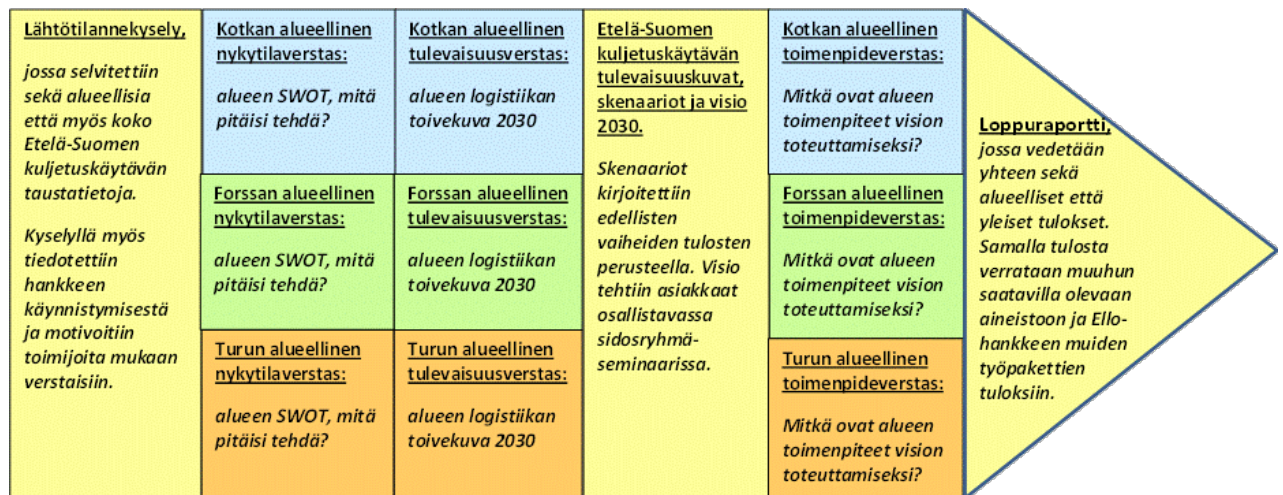 Lähtötilannekysely,
jossa selvitettiin
sekä alueellisia
että myös koko
Etelä-Suomen
kuljetuskäytävän
taustatietoja.
Kyselyllä myös
tiedotettiin
hankkeen
käynnistymisestä
ja motivoitiin
toimijoita mukaan
verstaisiin.
Kotkan alueellinen
nykytilaverstas:
alueen SWOT, mitä
pitäisi tehdä?
Forssan alueellinen
nykytilaverstas:
alueen SWOT, mitä
pitäisi tehdä?
Turun alueellinen
nykytilaverstas:
alueen SWOT, mitä
pitäisi tehdä?
Kotkan alueellinen
tulevaisuusverstas:
alueen logistiikan
toivekuva 2030
Forssan alueellinen
tulevaisuusverstas:
alueen logistiikan
toivekuva 2030
Turun alueellinen
tulevaisuusverstas:
alueen logistiikan
toivekuva 2030
Etelä-Suomen
kuljetuskäytävän
tulevaisuuskuvat,
skenaariot ja visio
2030.
Skenaariot
kirjoitettiin
edellisten
vaiheiden tulosten
perusteella. Visio
tehtiin asiakkaat
osallistavassa
sidosryhmä-
seminaarissa.
Kotkan alueellinen
toimenpideverstas:
Mitkä ovat alueen
toimenpiteet vision
toteuttamiseksi?
Forssan alueellinen
toimenpideverstas:
Mitkä ovat alueen
toimenpiteet vision
toteuttamiseksi?
Turun alueellinen
toimenpideverstas:
Mitkä ovat alueen
toimenpiteet vision
toteuttamiseksi?
Loppuraportti,
jossa vedetään
yhteen sekä
alueelliset että
yleiset tulokset.
Samalla tulosta
verrataan muuhun
saatavilla olevaan
aineistoon ja Ello-
hankkeen muiden
työpakettien
tuloksiin.